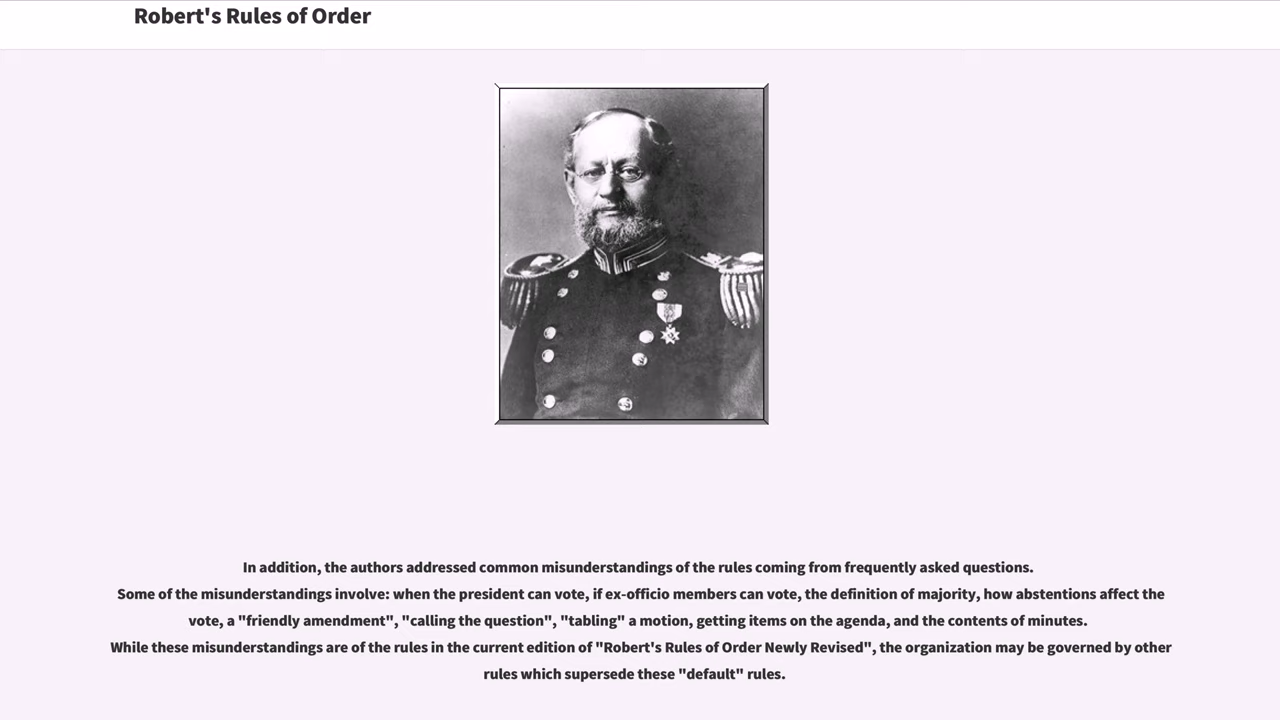 Robert's Rules of Order
In addition, the authors addressed common misunderstandings of the rules coming from frequently asked questions.
Some of the misunderstandings involve: when the president can vote, if ex-officio members can vote, the definition of majority, how abstentions affect the
vote, a "friendly amendment", "calling the question", "tabling" a motion, getting items on the agenda, and the contents of minutes.
While these misunderstandings are of the rules in the current edition of "Robert's Rules of Order Newly Revised", the organization may be governed by other
rules which supersede these "default" rules.